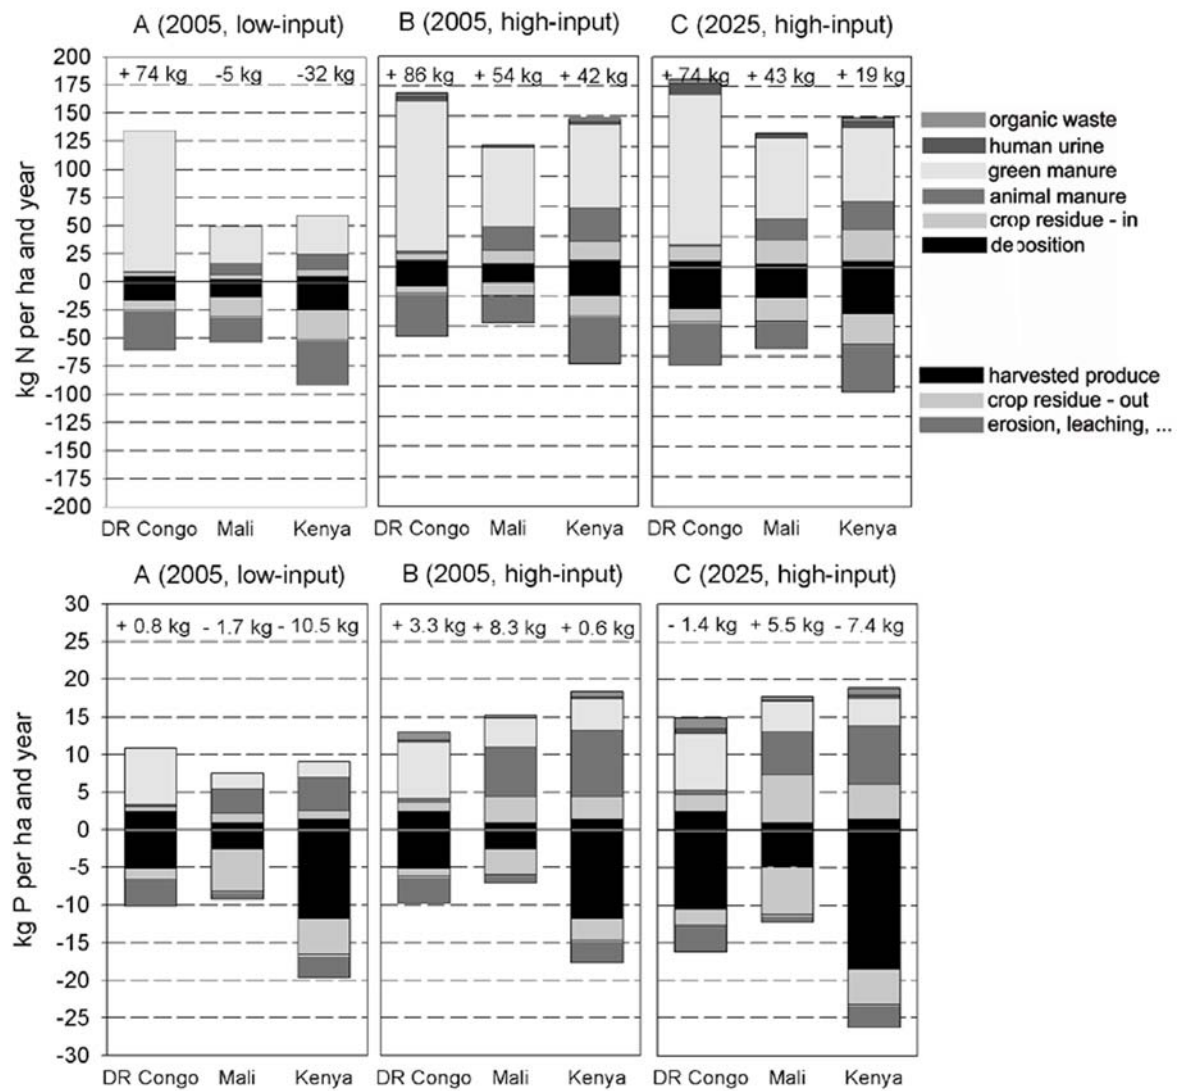 A (2005, low-input) B (2005, high-input) C (2025, high-input)
200
175
150
125
100
75
50
25
0
-25
-50
-75
-100
-125
-150
-175
-200
kg N per ha and year
+ 74 kg -5 kg -32 kg + 86 kg + 54 kg + 42 kg + 74 kg + 43 kg + 19 kg
DR Congo Mali Kenya DR Congo Mali Kenya DR Congo Mali Kenya
organic waste
human urine
green manure
animal manure
crop residue - in
deposition
harvested produce
crop residue - out
erosion, leaching, ...
A (2005, low-input) B (2005, high-input) C (2025, high-input)
30
25
20
15
10
5
0
-5
-10
-15
-20
-25
-30
kg P per ha and year
+ 0.8 kg - 1.7 kg - 10.5 kg + 3.3 kg + 8.3 kg + 0.6 kg - 1.4 kg + 5.5 kg - 7.4 kg
DR Congo Mali Kenya DR Congo Mali Kenya DR Congo Mali Kenya